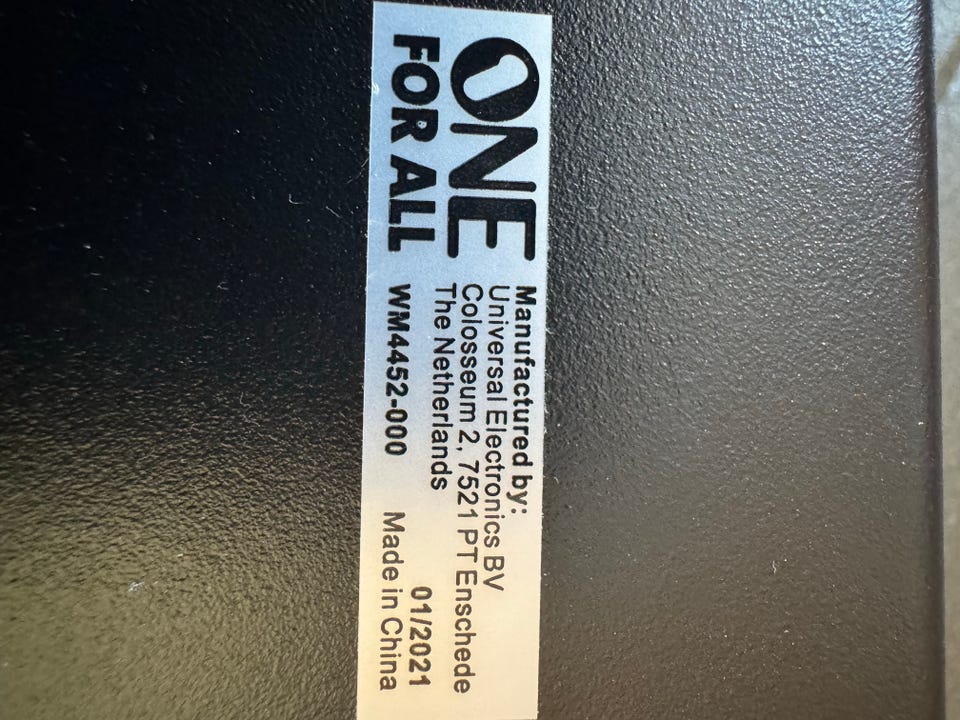 ONE
FOR ALL
Manufactured by:
Universal Electronics BV
Colosseum 2, 7521 PT Enschede
The Netherlands
01/2021
WM4452-000 Made in China